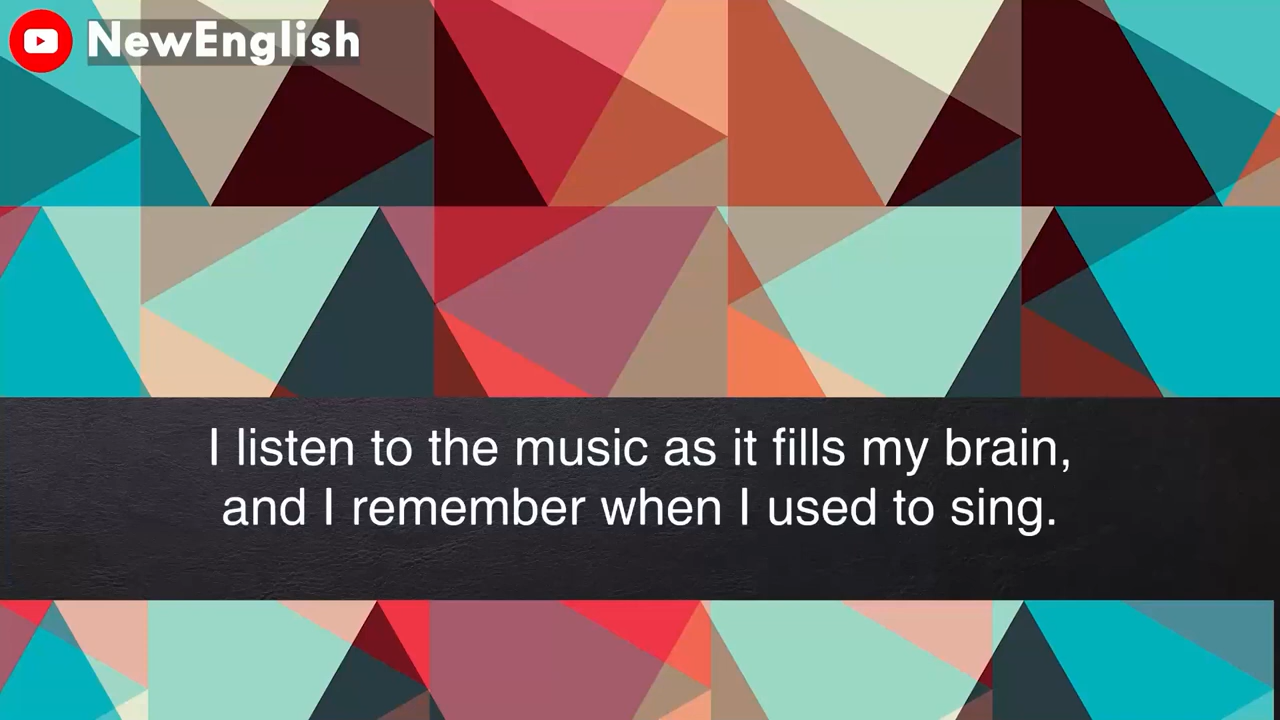 NewEnglish
I listen to the music as it fills my brain,
and I remember when I used to sing.